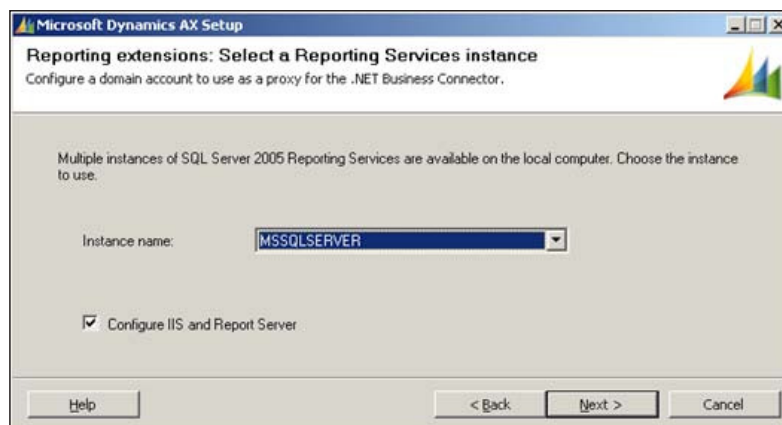 Microsoft Dynamics AX Setup
Reporting extensions: Select a Reporting Services instance
Configure a domain account to use as a proxy for the .NET Business Connector.
Multiple instances of SQL Server 2005 Reporting Services are available on the local computer. Choose the instance
to use.
Instance name: MSSQLSERVER
Configure IIS and Report Server
Help < Back Next > Cancel